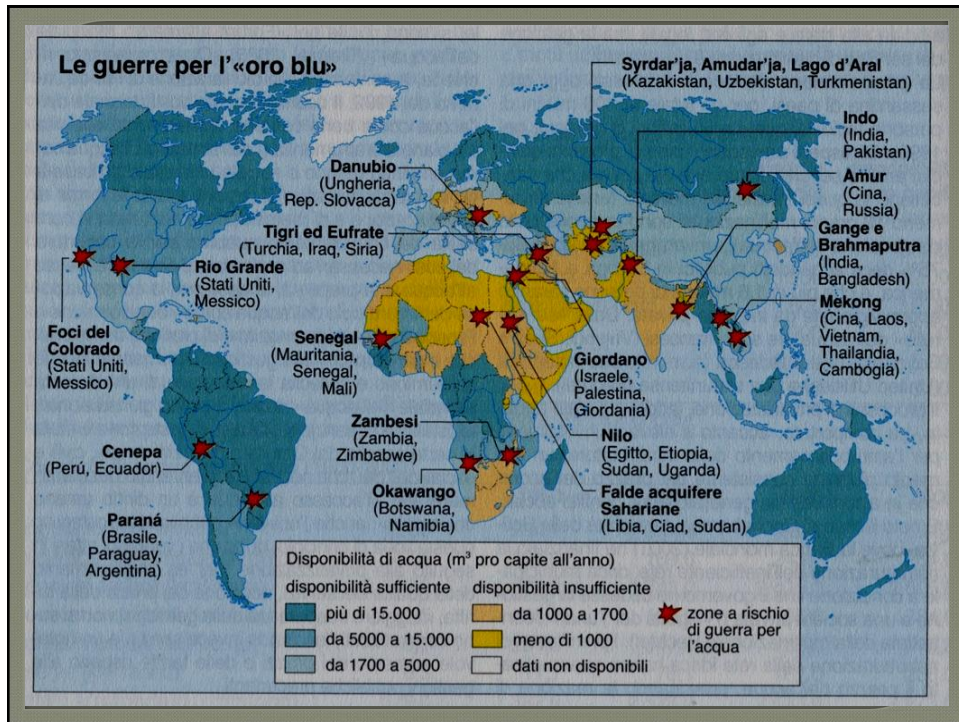 Le guerre per l'«oro blu»
Syrdar'ja, Amudar'ja, Lago d'Aral
(Kazakistan, Uzbekistan, Turkmenistan)
Indo
(India,
Pakistan)
Danubio
(Ungheria,
Rep. Slovacca)
Amur
(Cina,
Russia)
Tigri ed Eufrate
(Turchia, Iraq, Siria)
Gange e
Brahmaputra
(India,
Bangladesh)
Rio Grande
(Stati Uniti,
Messico)
Mekong
(Cina, Laos,
Vietnam,
Thailandia,
Cambogia)
Foci del
Colorado
(Stati Uniti,
Messico)
Senegal
(Mauritania,
Senegal,
Mali)
Giordano
(Israele,
Palestina,
Giordania)
Zambesi
(Zambia,
Zimbabwe)
Nilo
(Egitto, Etiopia,
Sudan, Uganda)
Cenepa
(Perú, Ecuador)
Okawango
(Botswana,
Namibia)
Falde acquifere
Sahariane
(Libia, Ciad, Sudan)
Paraná
(Brasile,
Paraguay,
Argentina)
Disponibilità di acqua (m³ pro capite all'anno)
disponibilità sufficiente
più di 15.000
da 5000 a 15.000
da 1700 a 5000
disponibilità insufficiente
da 1000 a 1700
meno di 1000
dati non disponibili
zone a rischio
di guerra per
l'acqua